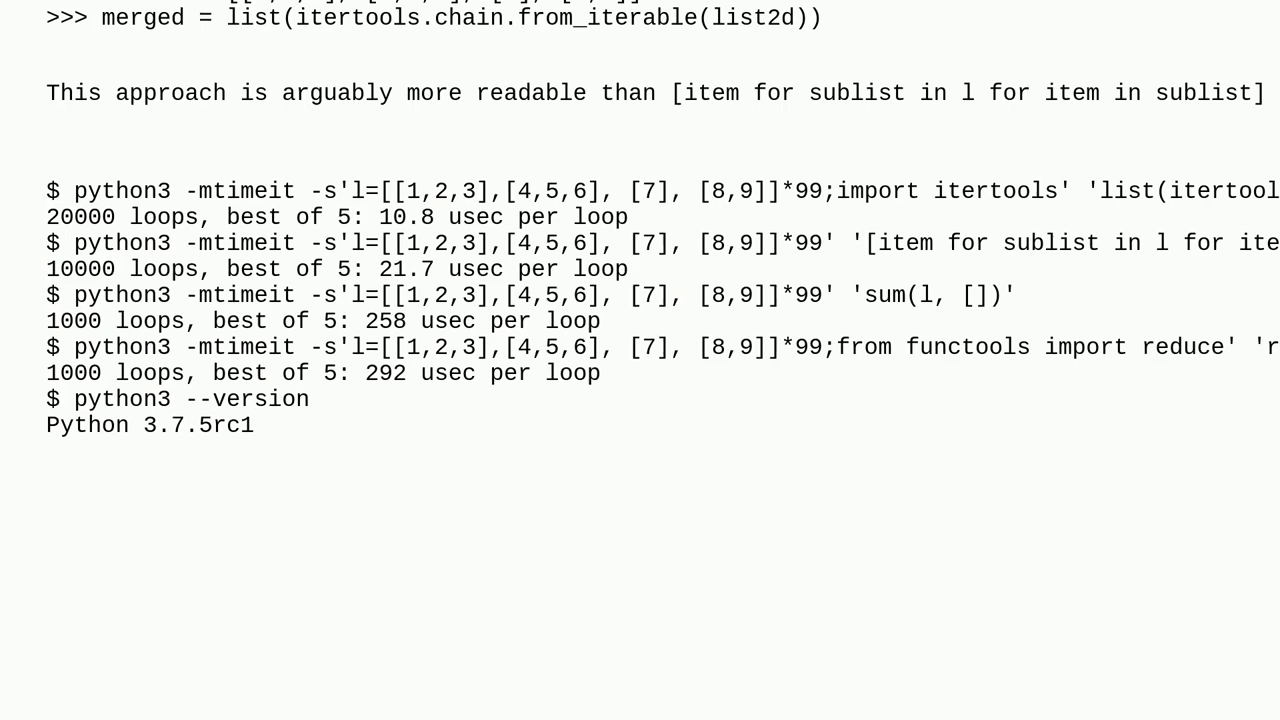 >>> merged = list(itertools.chain.from_iterable(list2d))
This approach is arguably more readable than [item for sublist in l for item in sublist]
$ python3 -mtimeit -s'l=[[1,2,3],[4,5,6], [7], [8,9]]*99;import itertools' 'list(itertool
20000 loops, best of 5: 10.8 usec per loop
$ python3 -mtimeit -s'l=[[1,2,3],[4,5,6], [7], [8,9]]*99' '[item for sublist in l for ite
10000 loops, best of 5: 21.7 usec per loop
$ python3 -mtimeit -s'l=[[1,2,3],[4,5,6], [7], [8,9]]*99' 'sum(l, [])'
1000 loops, best of 5: 258 usec per loop
$ python3 -mtimeit -s'l=[[1,2,3],[4,5,6], [7], [8,9]]*99;from functools import reduce' 'r
1000 loops, best of 5: 292 usec per loop
$ python3 --version
Python 3.7.5rc1